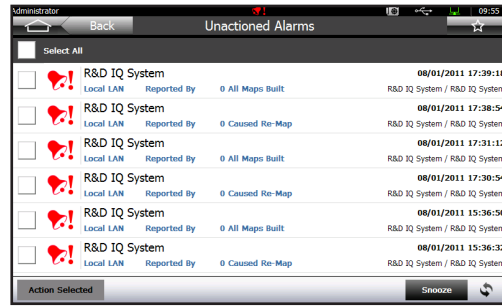 Administrator 09:55
Back Unactioned Alarms
Select All
R&D IQ System 08/01/2011 17:39:18
Local LAN Reported By 0 All Maps Built R&D IQ System / R&D IQ System
R&D IQ System 08/01/2011 17:38:54
Local LAN Reported By 0 Caused Re-Map R&D IQ System / R&D IQ System
R&D IQ System 08/01/2011 17:31:12
Local LAN Reported By 0 All Maps Built R&D IQ System / R&D IQ System
R&D IQ System 08/01/2011 17:30:54
Local LAN Reported By 0 Caused Re-Map R&D IQ System / R&D IQ System
R&D IQ System 08/01/2011 15:36:50
Local LAN Reported By 0 All Maps Built R&D IQ System / R&D IQ System
R&D IQ System 08/01/2011 15:36:32
Local LAN Reported By 0 Caused Re-Map R&D IQ System / R&D IQ System
Action Selected Snooze